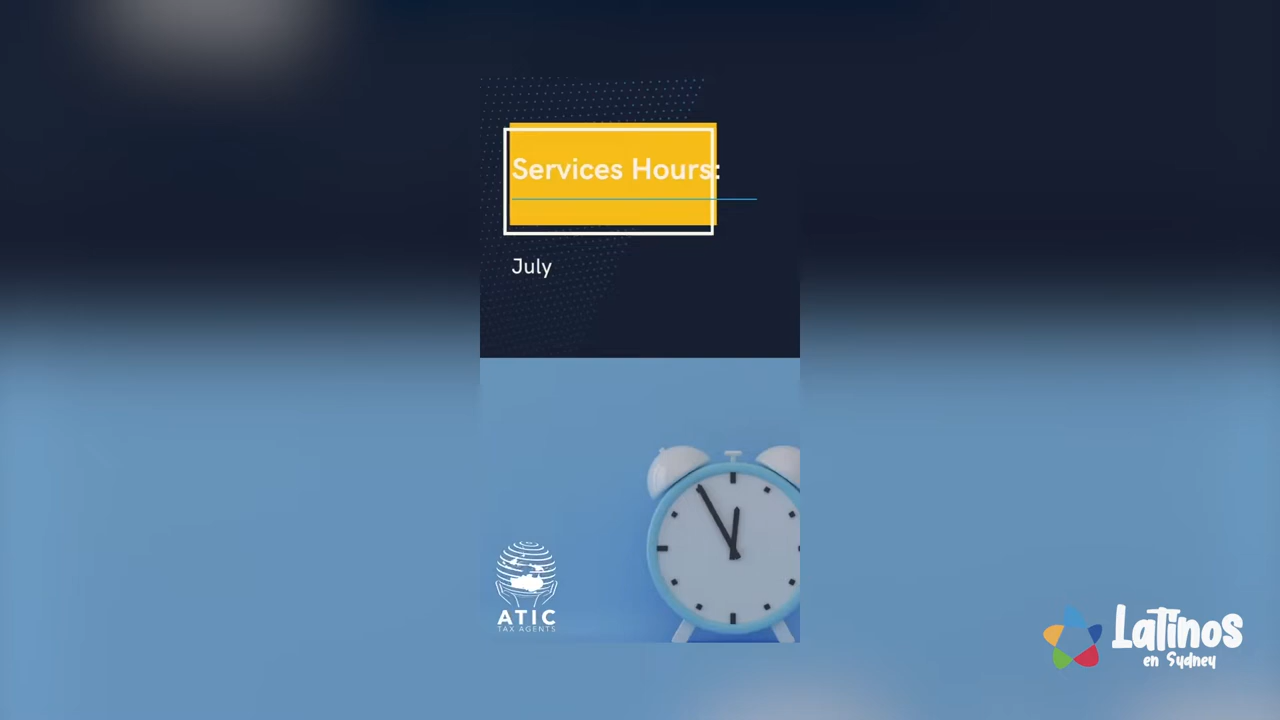 Services Hours:
July
ATIC
TAX AGENTS
Latinos
en Sydney